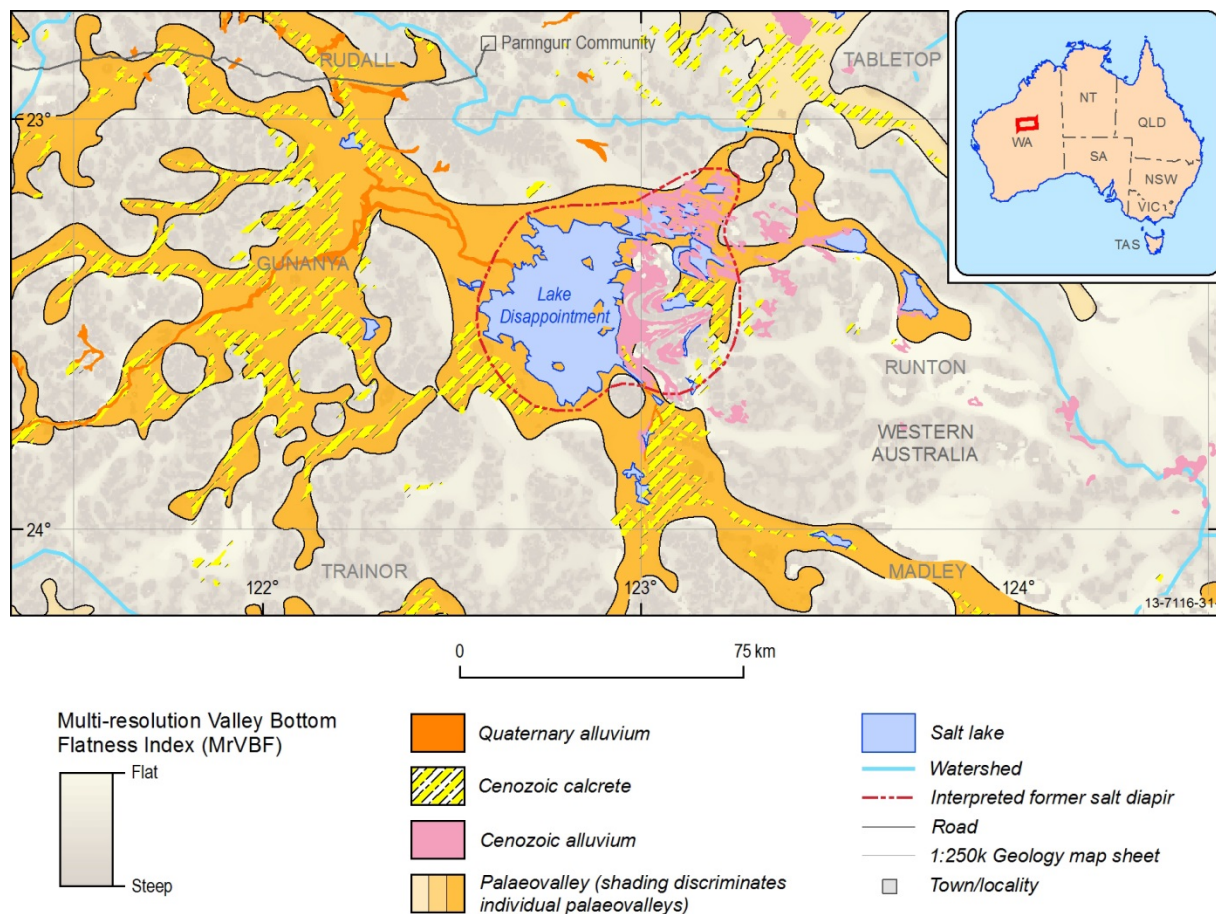 Parnngurr Community
RUDALL
TABLETOP
23°
GUNANYA
Lake
Disappointment
RUNTON
WESTERN
AUSTRALIA
24°
TRAINOR
MADLEY
122°
123°
124°
13-7116-31
NT
QLD
WA
SA
NSW
VIC
TAS
0
75 km
Multi-resolution Valley Bottom
Flatness Index (MrVBF)
Flat
Steep
Quaternary alluvium
Cenozoic calcrete
Cenozoic alluvium
Palaeovalley (shading discriminates
individual palaeovalleys)
Salt lake
Watershed
Interpreted former salt diapir
Road
1:250k Geology map sheet
Town/locality